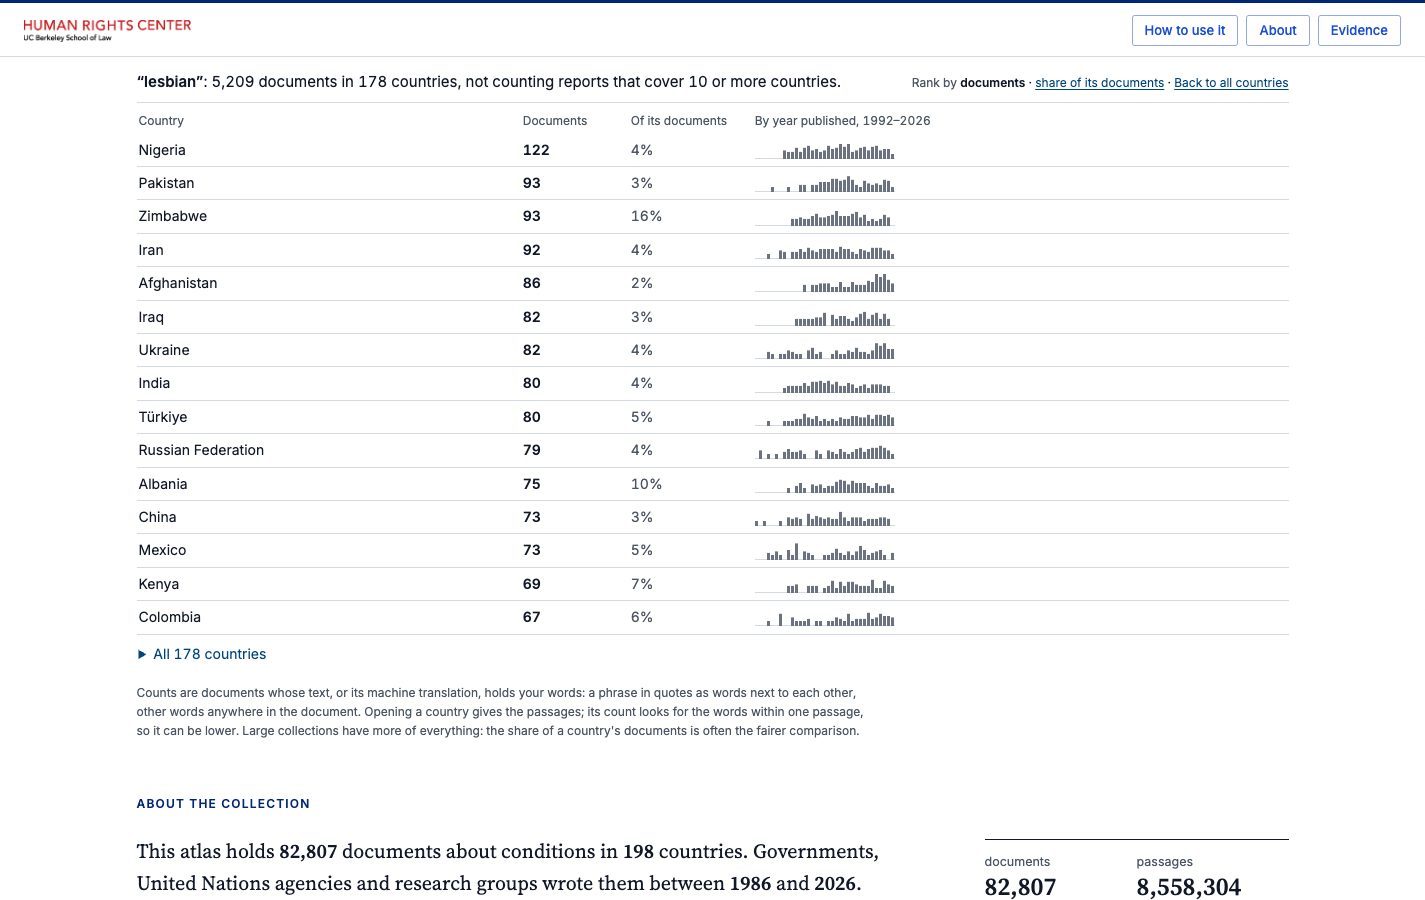 HUMAN RIGHTS CENTER
UC Berkeley School of Law
How to use it
About
Evidence
“lesbian”: 5,209 documents in 178 countries, not counting reports that cover 10 or more countries.
Rank by documents · share of its documents · Back to all countries
Country Documents Of its documents By year published, 1992–2026
Nigeria 122 4%
Pakistan 93 3%
Zimbabwe 93 16%
Iran 92 4%
Afghanistan 86 2%
Iraq 82 3%
Ukraine 82 4%
India 80 4%
Türkiye 80 5%
Russian Federation 79 4%
Albania 75 10%
China 73 3%
Mexico 73 5%
Kenya 69 7%
Colombia 67 6%
All 178 countries
Counts are documents whose text, or its machine translation, holds your words: a phrase in quotes as words next to each other,
other words anywhere in the document. Opening a country gives the passages; its count looks for the words within one passage,
so it can be lower. Large collections have more of everything: the share of a country's documents is often the fairer comparison.
ABOUT THE COLLECTION
This atlas holds 82,807 documents about conditions in 198 countries. Governments,
United Nations agencies and research groups wrote them between 1986 and 2026.
documents passages
82,807 8,558,304